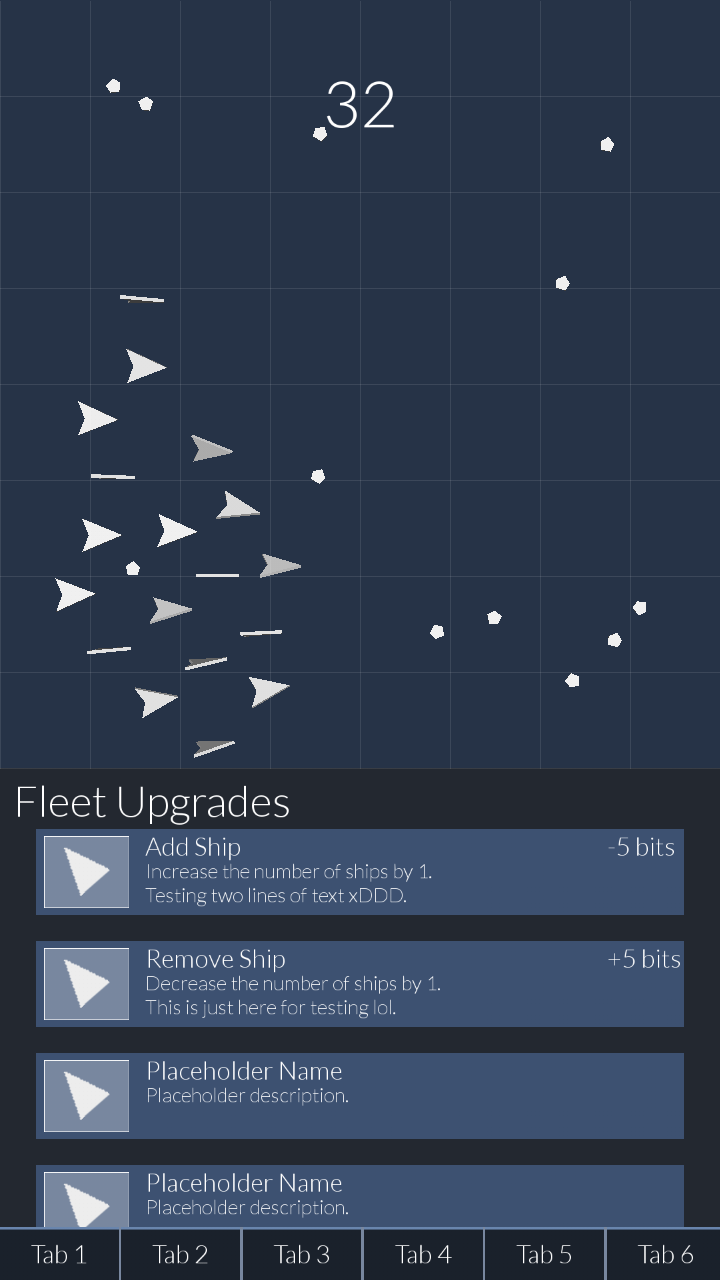 32
Fleet Upgrades
Add Ship
-5 bits
Increase the number of ships by 1.
Testing two lines of text xDDD.
Remove Ship
+5 bits
Decrease the number of ships by 1.
This is just here for testing lol.
Placeholder Name
Placeholder description.
Placeholder Name
Placeholder description.
Tab 1
Tab 2
Tab 3
Tab 4
Tab 5
Tab 6